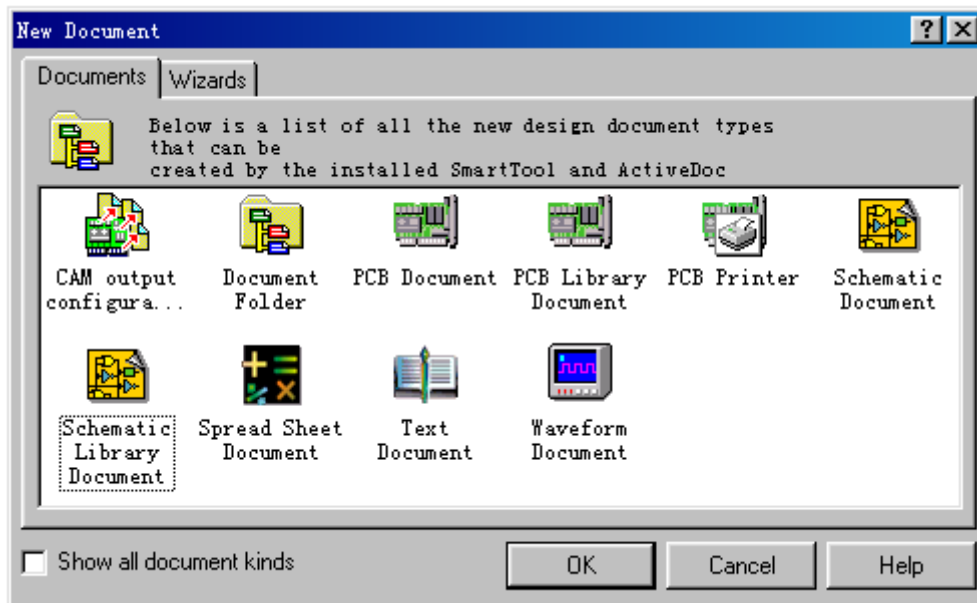 New Document
Documents
Wizards
Below is a list of all the new design document types
that can be
created by the installed SmartTool and ActiveDoc
CAM output
configura...
Document
Folder
PCB Document
PCB Library
Document
PCB Printer
Schematic
Document
Schematic
Library
Document
Spread Sheet
Document
Text
Document
Waveform
Document
Show all document kinds
OK
Cancel
Help